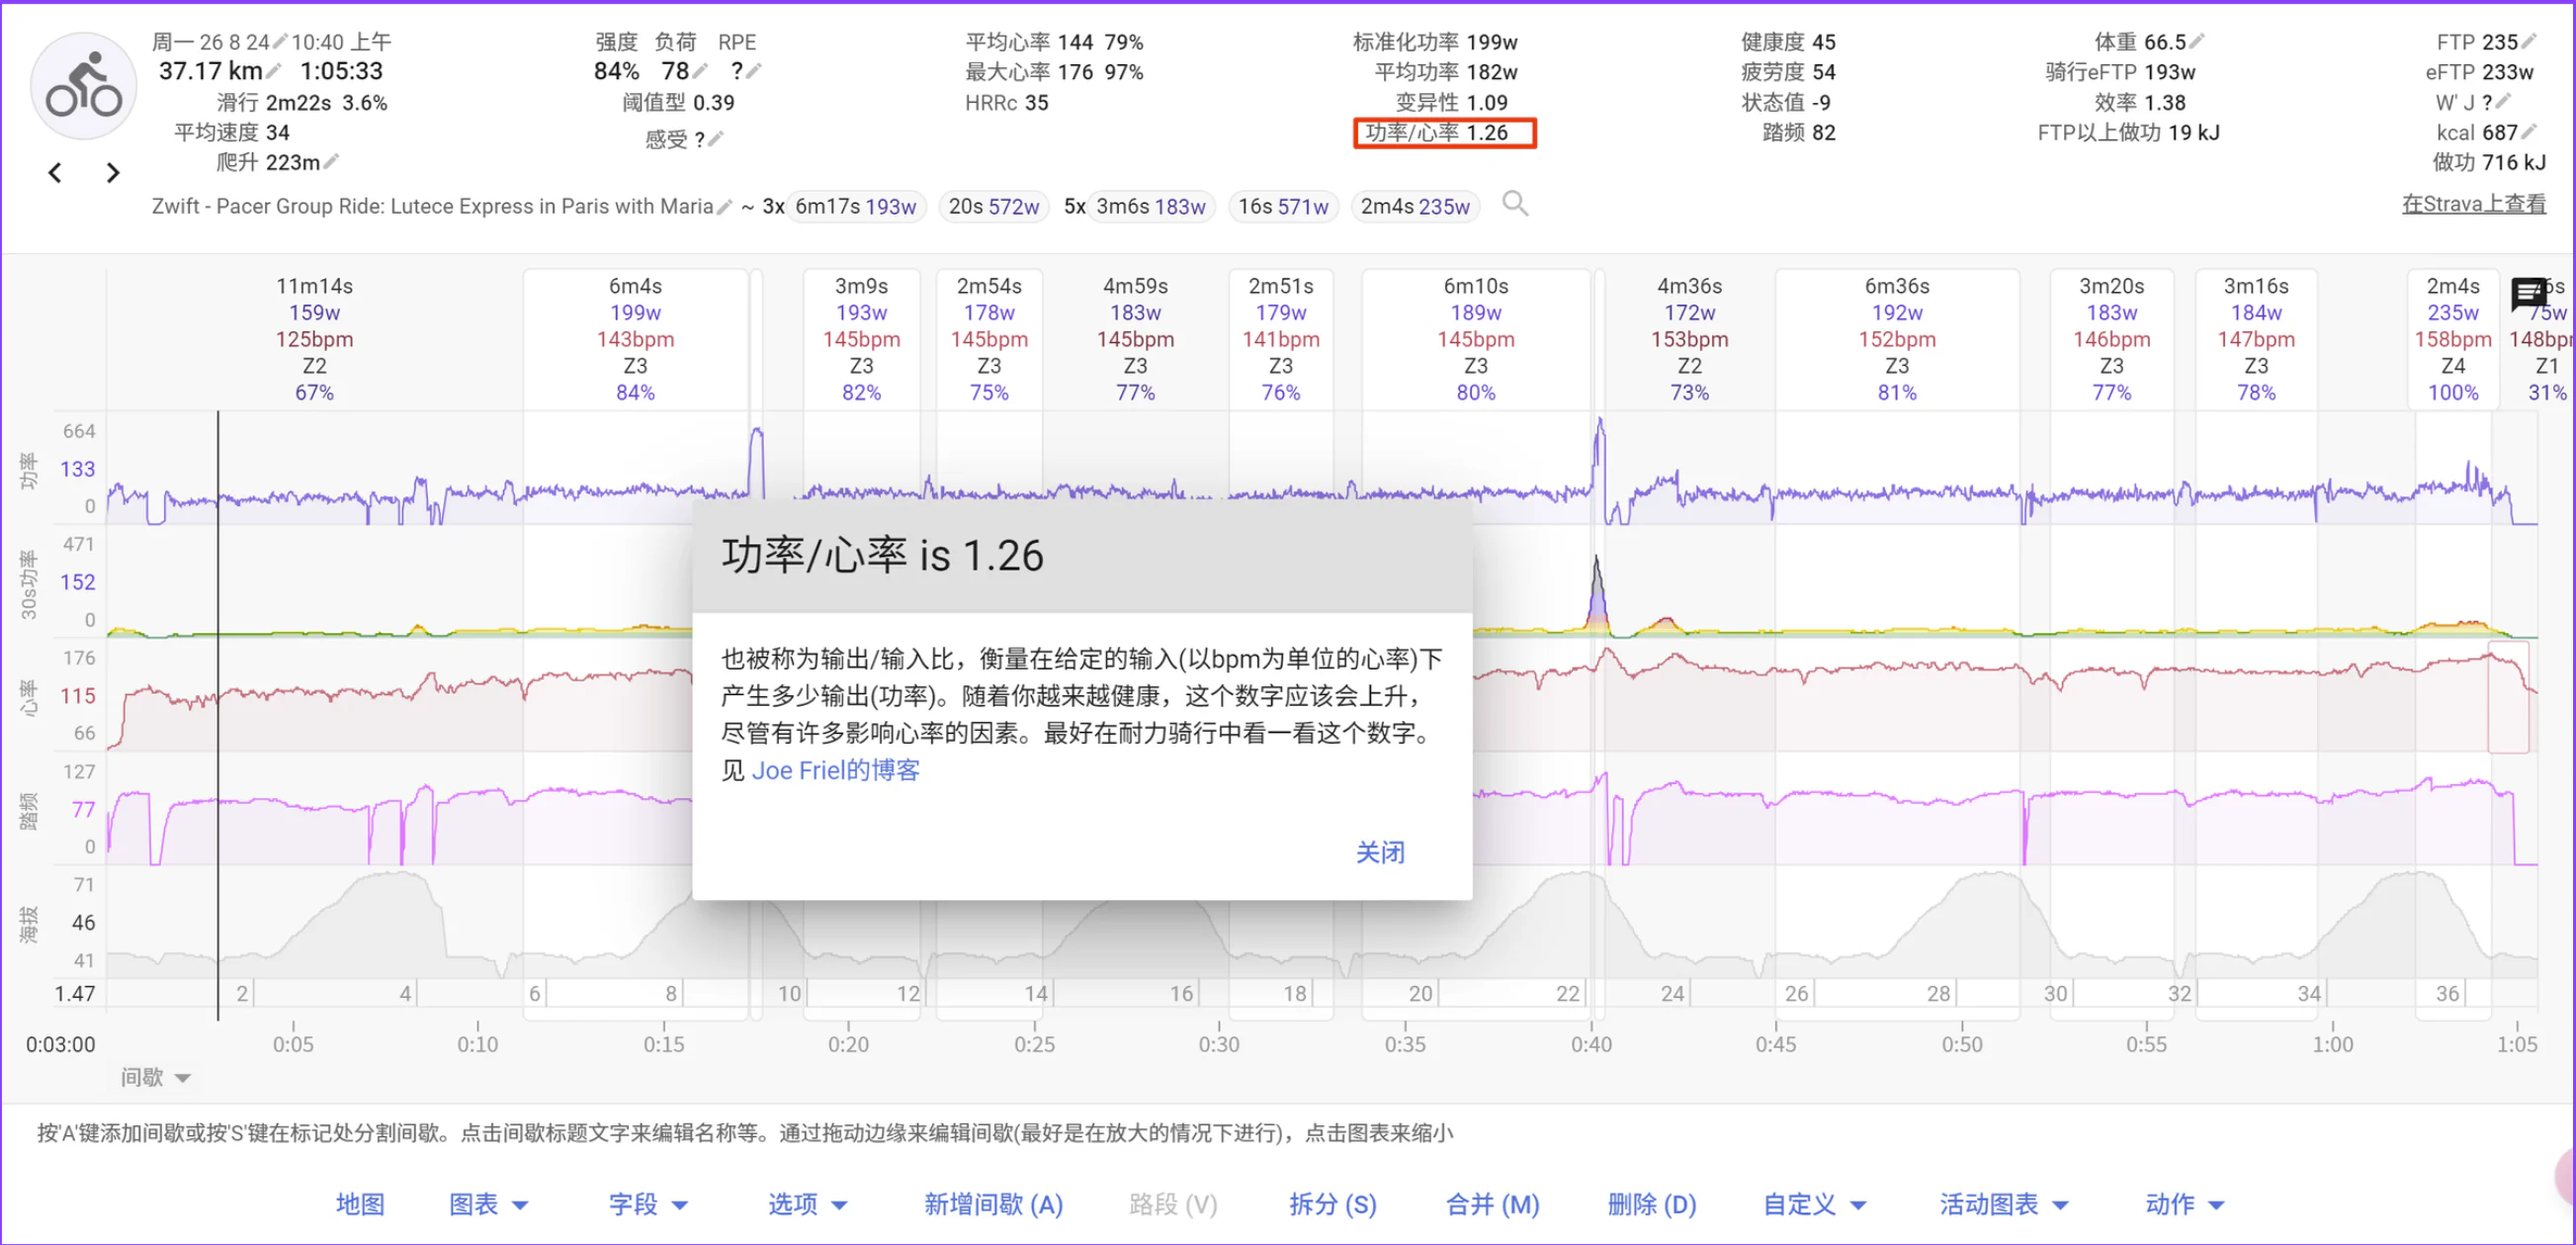 周一 26 8 24 10:40 上午
37.17 km 1:05:33
滑行 2m22s 3.6%
平均速度 34
爬升 223m
强度 负荷 RPE
84% 78 ?
阈值型 0.39
感受 ?
平均心率 144 79%
最大心率 176 97%
HRRc 35
标准化功率 199w
平均功率 182w
变异性 1.09
功率/心率 1.26
健康度 45
疲劳度 54
状态值 -9
踏频 82
体重 66.5
骑行eFTP 193w
效率 1.38
FTP以上做功 19 kJ
FTP 235
eFTP 233w
W' J ?
kcal 687
做功 716 kJ
Zwift - Pacer Group Ride: Lutece Express in Paris with Maria ~ 3x 6m17s 193w 20s 572w 5x 3m6s 183w 16s 571w 2m4s 235w
在Strava上查看
11m14s 6m4s 3m9s 2m54s 4m59s 2m51s 6m10s 4m36s 6m36s 3m20s 3m16s 2m4s 6s
159w 199w 193w 178w 183w 179w 189w 172w 192w 183w 184w 235w 75w
125bpm 143bpm 145bpm 145bpm 145bpm 141bpm 145bpm 153bpm 152bpm 146bpm 147bpm 158bpm 148bp
Z2 Z3 Z3 Z3 Z3 Z3 Z3 Z2 Z3 Z3 Z3 Z4 Z1
67% 84% 82% 75% 77% 76% 80% 73% 81% 77% 78% 100% 31%
功率
664
133
0
30s功率
471
152
0
心率
176
115
66
踏频
127
77
0
海拔
71
46
41
功率/心率 is 1.26
也被称为输出/输入比，衡量在给定的输入(以bpm为单位的心率)下
产生多少输出(功率)。随着你越来越健康，这个数字应该会上升，
尽管有许多影响心率的因素。最好在耐力骑行中看一看这个数字。
见 Joe Friel的博客
关闭
1.47 2 4 6 8 10 12 14 16 18 20 22 24 26 28 30 32 34 36
0:03:00 0:05 0:10 0:15 0:20 0:25 0:30 0:35 0:40 0:45 0:50 0:55 1:00 1:05
间歇
按'A'键添加间歇或按'S'键在标记处分割间歇。点击间歇标题文字来编辑名称等。通过拖动边缘来编辑间歇(最好是在放大的情况下进行)，点击图表来缩小
地图 图表 字段 选项 新增间歇 (A) 路段 (V) 拆分 (S) 合并 (M) 删除 (D) 自定义 活动图表 动作